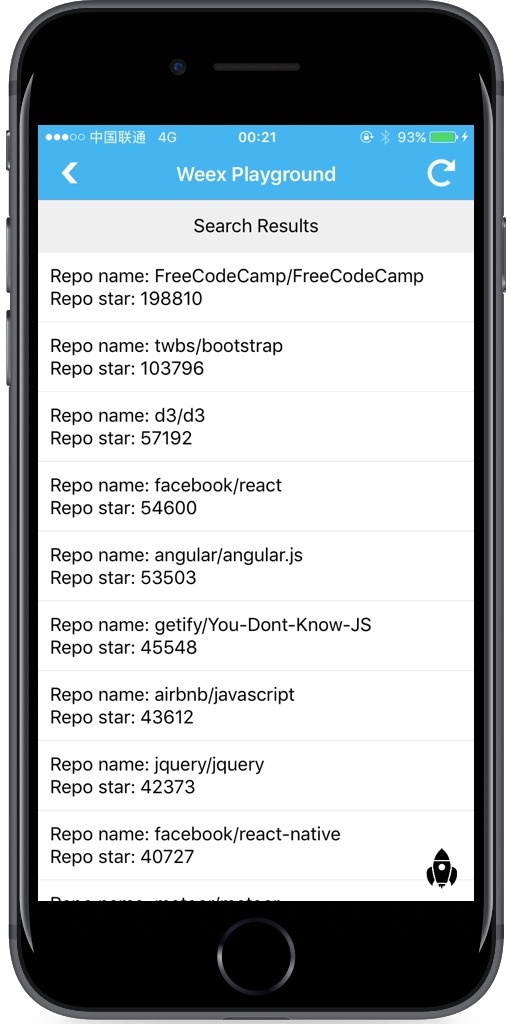 中国联通 4G 00:21 93%
Weex Playground
Search Results
Repo name: FreeCodeCamp/FreeCodeCamp
Repo star: 198810
Repo name: twbs/bootstrap
Repo star: 103796
Repo name: d3/d3
Repo star: 57192
Repo name: facebook/react
Repo star: 54600
Repo name: angular/angular.js
Repo star: 53503
Repo name: getify/You-Dont-Know-JS
Repo star: 45548
Repo name: airbnb/javascript
Repo star: 43612
Repo name: jquery/jquery
Repo star: 42373
Repo name: facebook/react-native
Repo star: 40727
Repo name: meteor/meteor